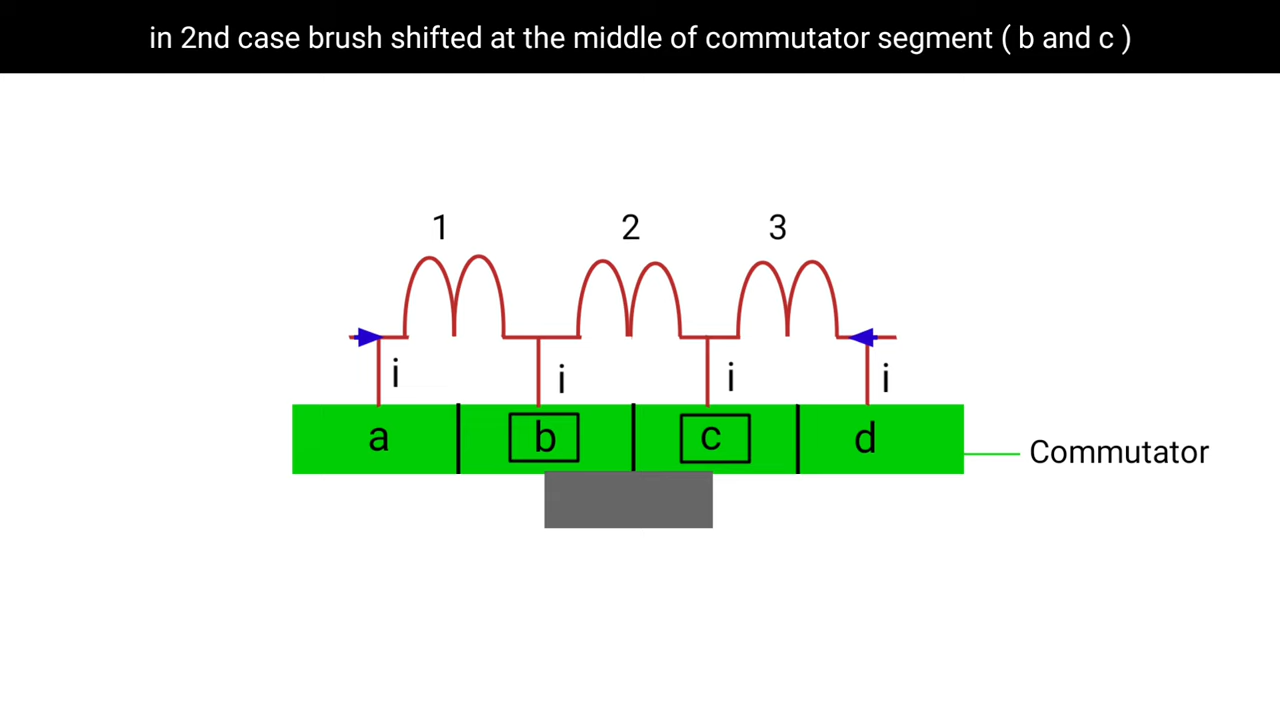 in 2nd case brush shifted at the middle of commutator segment ( b and c )
1 2 3
i i i i
a b c d
Commutator